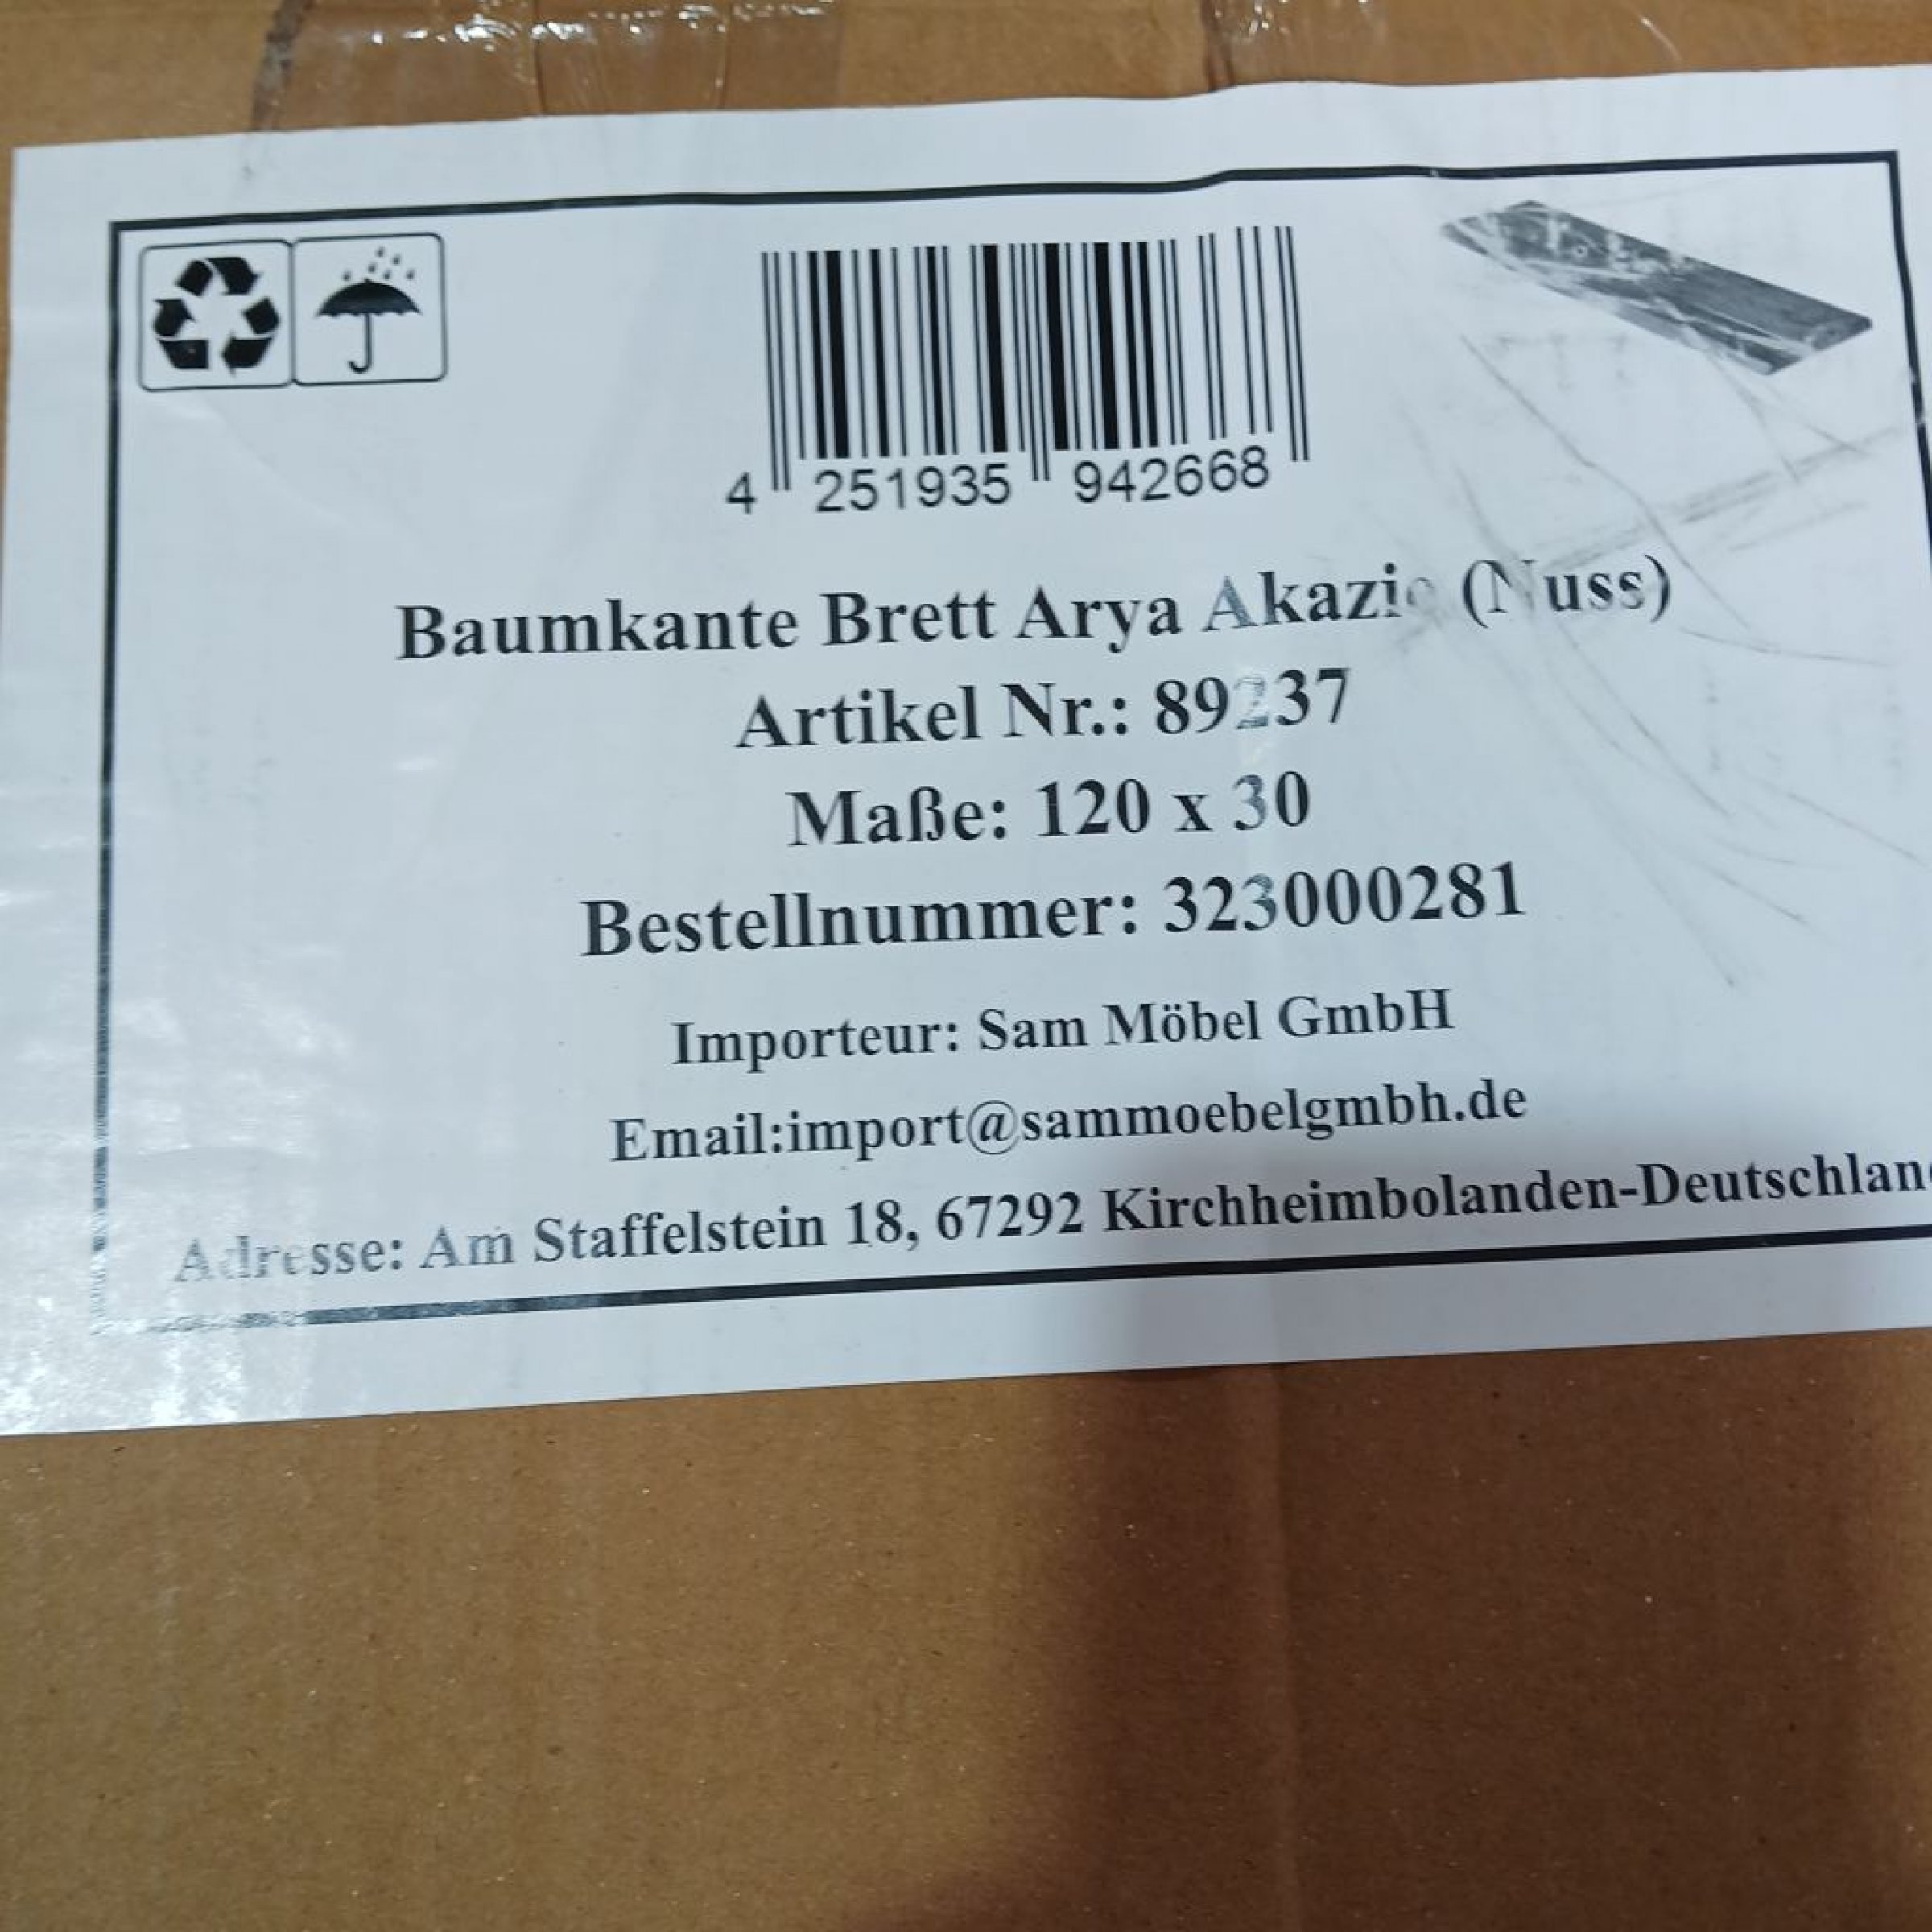 4 251935 942668
Baumkante Brett Arya Akazie (Nuss)
Artikel Nr.: 89237
Maße: 120 x 30
Bestellnummer: 323000281
Importeur: Sam Möbel GmbH
Email:import@sammoebelgmbh.de
Adresse: Am Staffelstein 18, 67292 Kirchheimbolanden-Deutschland